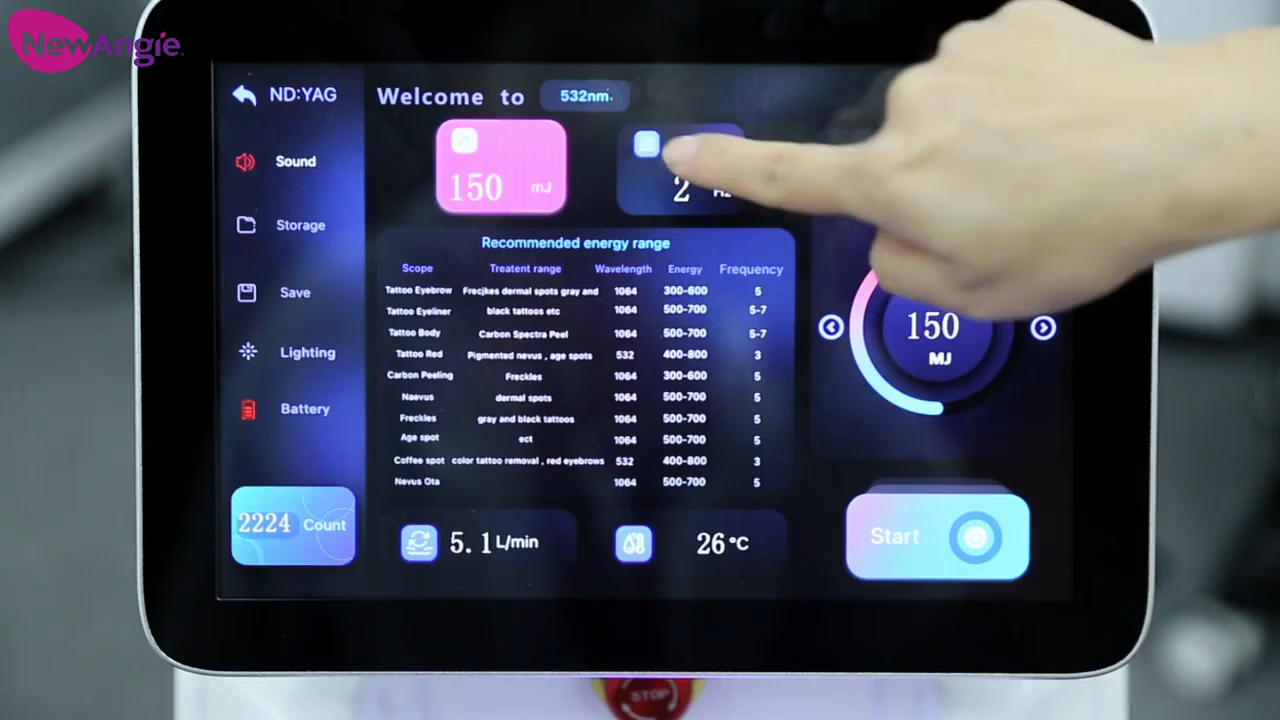 NewAngie
ND:YAG
Welcome to 532nm.
Sound
150 mJ
2 Hz
Storage
Save
Lighting
Battery
2224 Count
Recommended energy range
Scope Treatent range Wavelength Energy Frequency
Tattoo Eyebrow Frecjkes dermal spots gray and 1064 300-600 5
Tattoo Eyeliner black tattoos etc 1064 500-700 5-7
Tattoo Body Carbon Spectra Peel 1064 500-700 5-7
Tattoo Red Pigmented nevus , age spots 532 400-800 3
Carbon Peeling Freckles 1064 300-600 5
Naevus dermal spots 1064 500-700 5
Freckles gray and black tattoos 1064 500-700 5
Age spot ect 1064 500-700 5
Coffee spot color tattoo removal , red eyebrows 532 400-800 3
Nevus Ota 1064 500-700 5
5.1 L/min
26 °C
150
MJ
Start
STOP